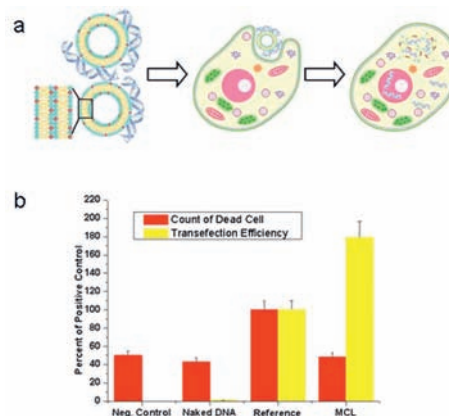 a
b
220
200
180
160
140
120
100
80
60
40
20
0
Percent of Positive Control
Count of Dead Cell
Transefection Efficiency
Neg. Control Naked DNA Reference MCL